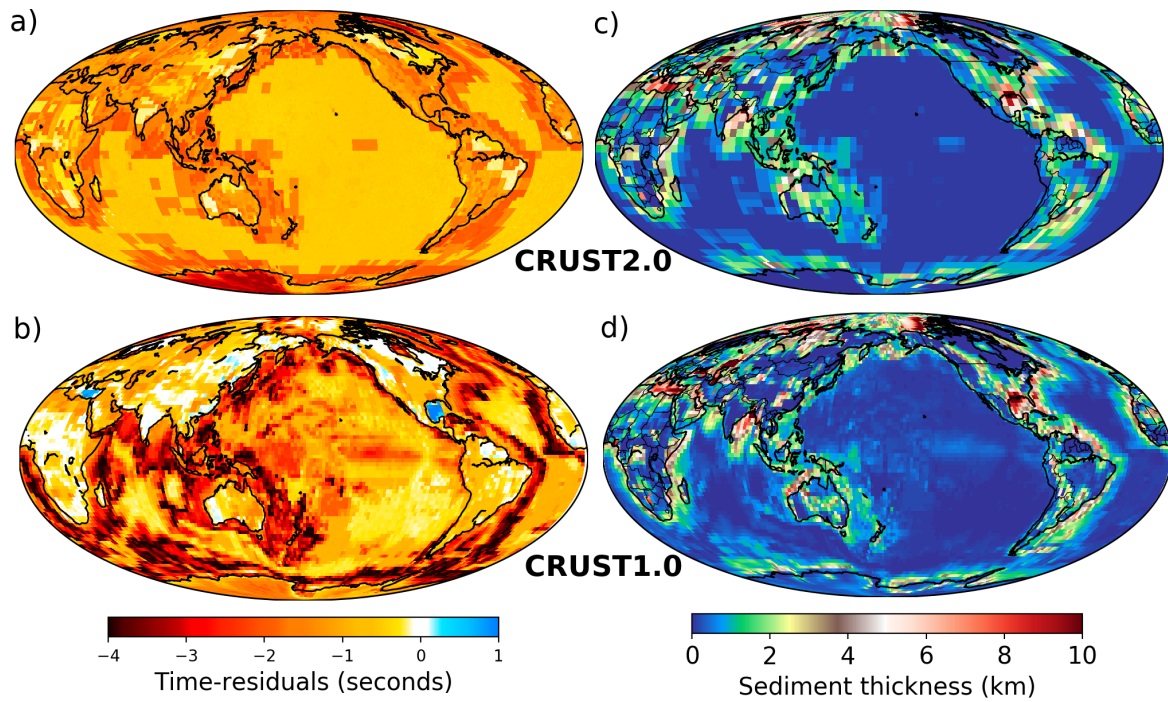 a)
c)
CRUST2.0
b)
d)
CRUST1.0
−4 −3 −2 −1 0 1
Time-residuals (seconds)
0 2 4 6 8 10
Sediment thickness (km)